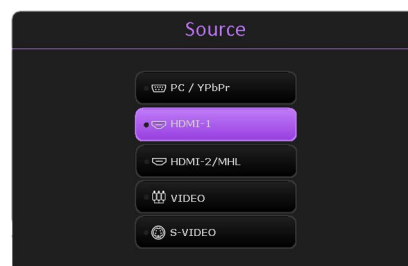 Source
PC / YPbPr
HDMI-1
HDMI-2/MHL
VIDEO
S-VIDEO